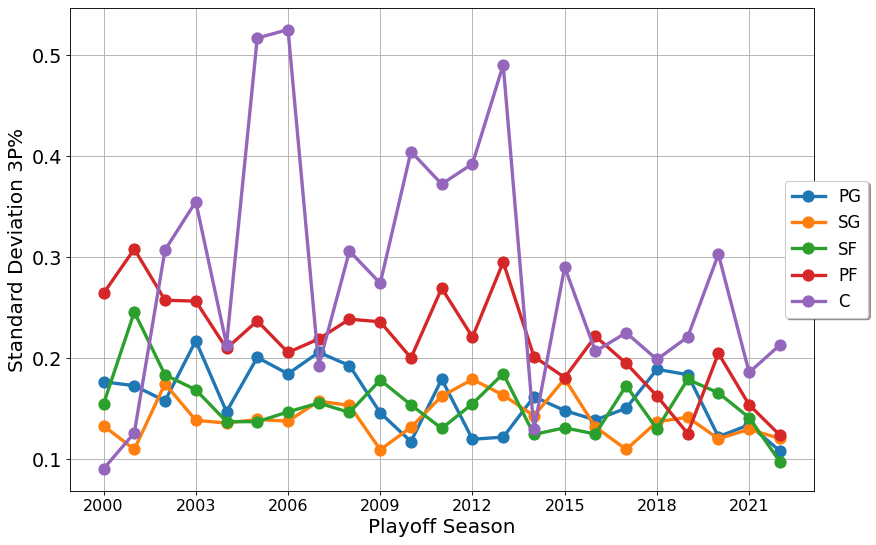 Standard Deviation 3P%
0.5
0.4
0.3
0.2
0.1
2000 2003 2006 2009 2012 2015 2018 2021
Playoff Season
PG
SG
SF
PF
C